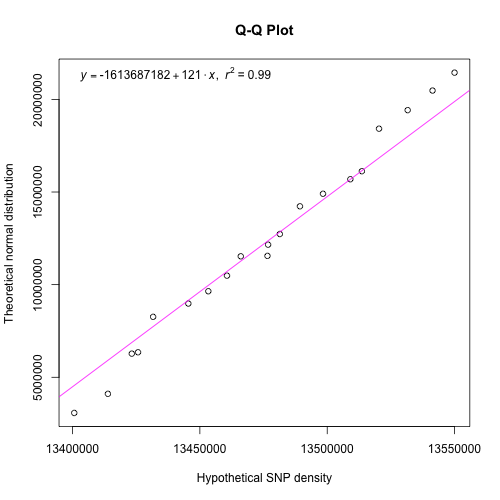 Q-Q Plot
y = -1613687182 + 121 · x, r² = 0.99
20000000
15000000
10000000
5000000
Theoretical normal distribution
13400000 13450000 13500000 13550000
Hypothetical SNP density